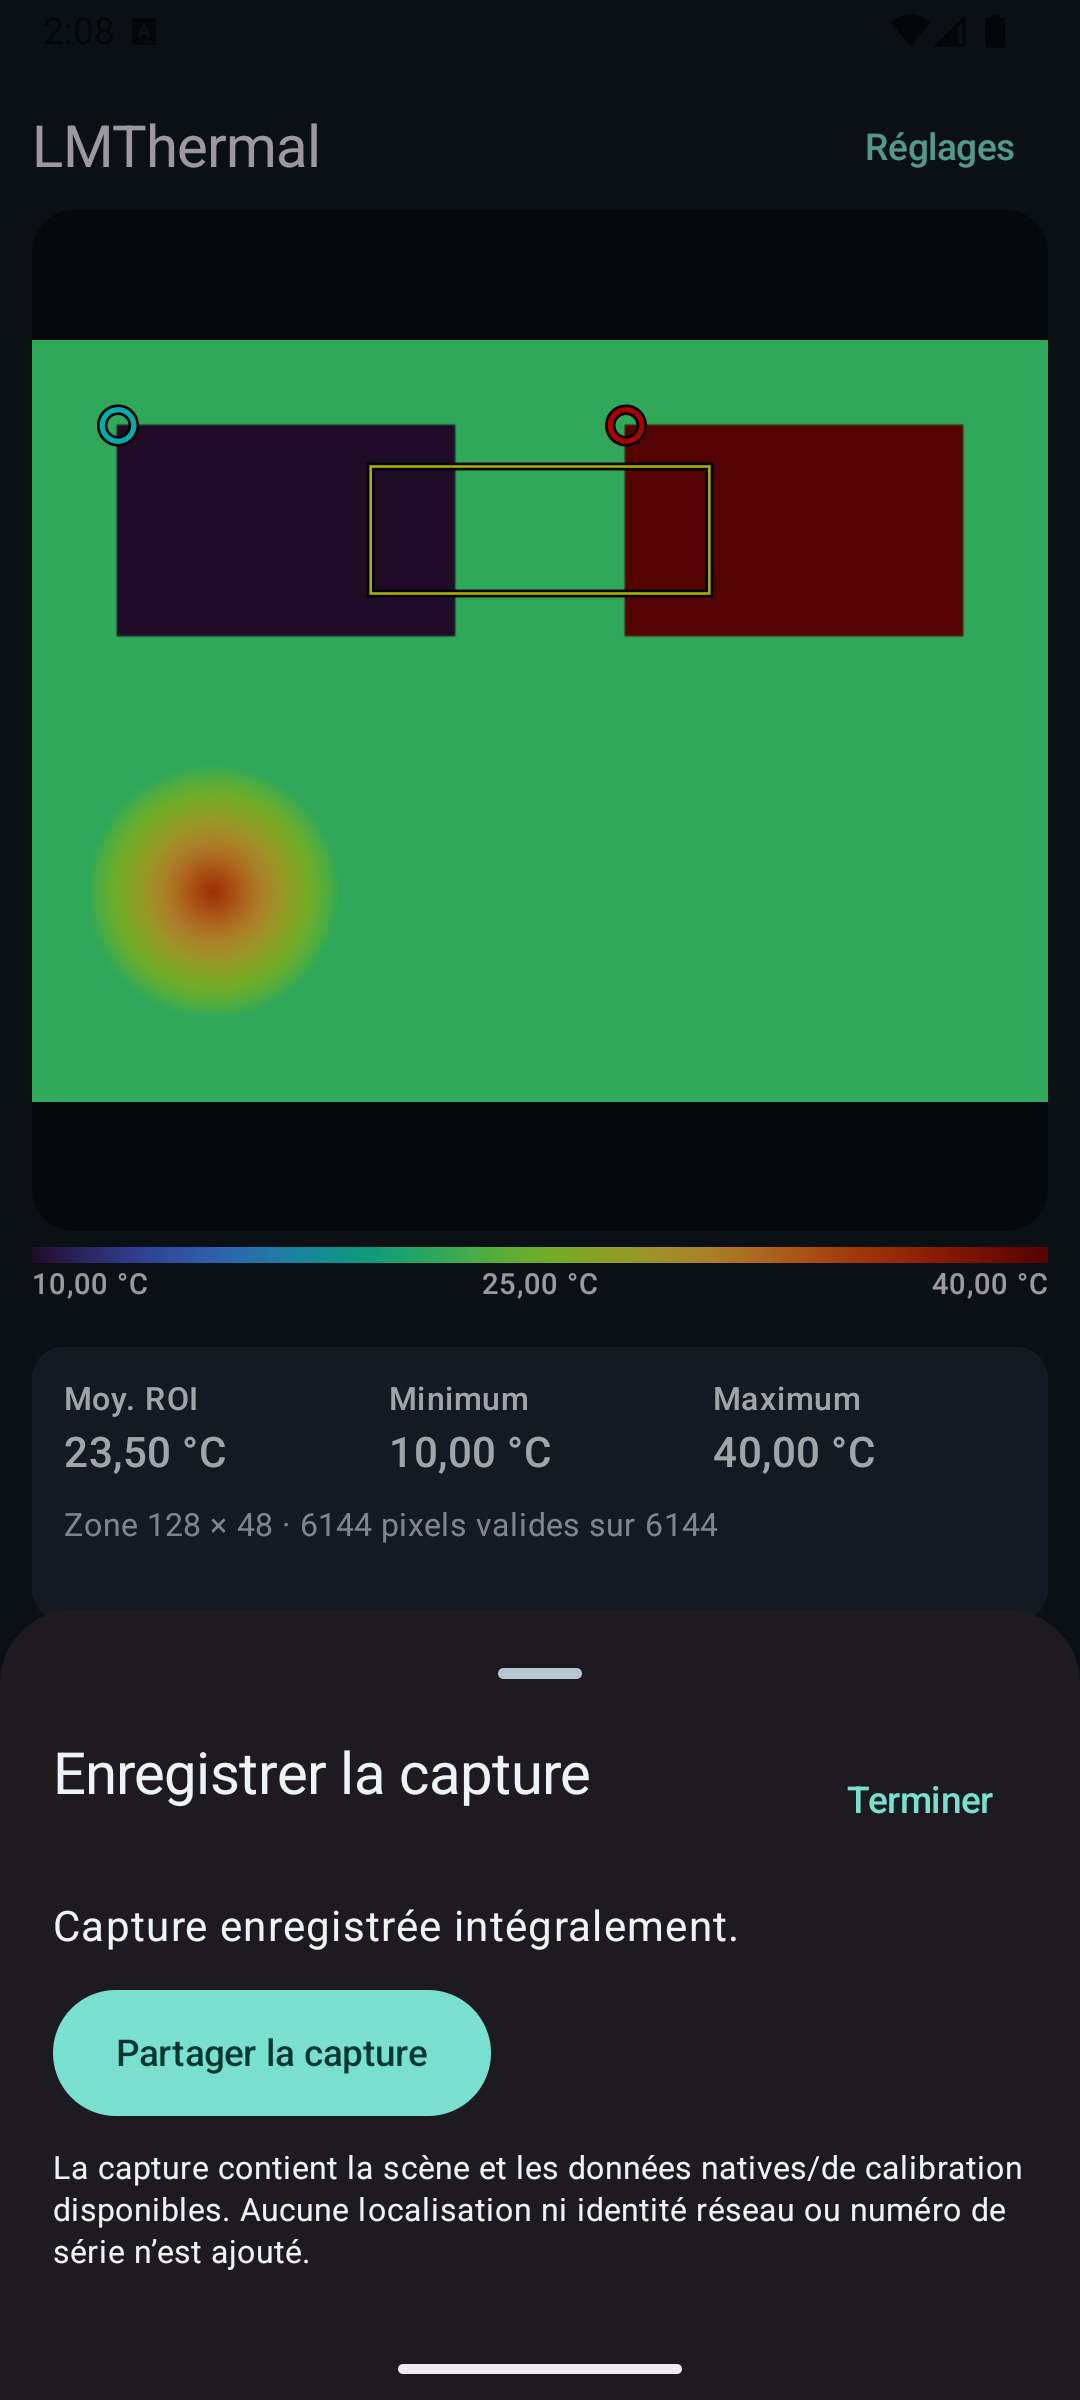 2:08
LMThermal
Réglages
10,00 °C
25,00 °C
40,00 °C
Moy. ROI
Minimum
Maximum
23,50 °C
10,00 °C
40,00 °C
Zone 128 × 48 · 6144 pixels valides sur 6144
Enregistrer la capture
Terminer
Capture enregistrée intégralement.
Partager la capture
La capture contient la scène et les données natives/de calibration
disponibles. Aucune localisation ni identité réseau ou numéro de
série n’est ajouté.